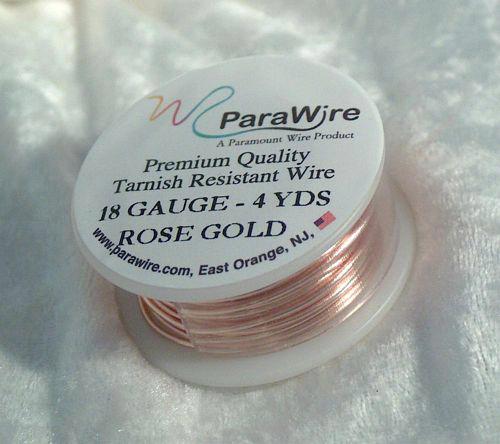 ParaWire
A Paramount Wire Product
Premium Quality
Tarnish Resistant Wire
18 GAUGE - 4 YDS
ROSE GOLD
www.parawire.com, East Orange, NJ,